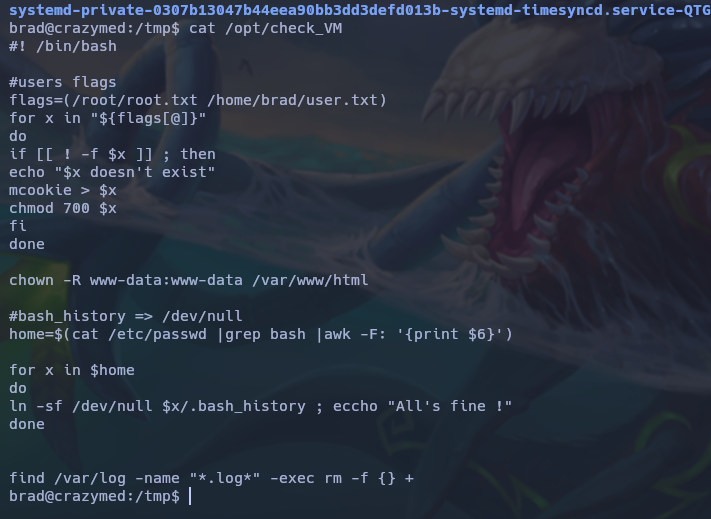 systemd-private-0307b13047b44eea90bb3dd3defd013b-systemd-timesyncd.service-QTG
brad@crazymed:/tmp$ cat /opt/check_VM
#! /bin/bash
#users flags
flags=(/root/root.txt /home/brad/user.txt)
for x in "${flags[@]}"
do
if [[ ! -f $x ]] ; then
echo "$x doesn't exist"
mcookie > $x
chmod 700 $x
fi
done
chown -R www-data:www-data /var/www/html
#bash_history => /dev/null
home=$(cat /etc/passwd |grep bash |awk -F: '{print $6}')
for x in $home
do
ln -sf /dev/null $x/.bash_history ; eccho "All's fine !"
done
find /var/log -name "*.log*" -exec rm -f {} +
brad@crazymed:/tmp$